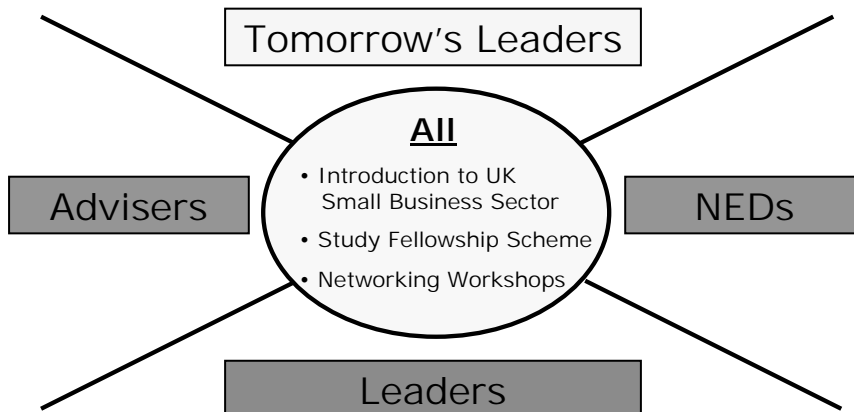 Tomorrow's Leaders
All
• Introduction to UK
Small Business Sector
Advisers
NEDs
• Study Fellowship Scheme
• Networking Workshops
Leaders